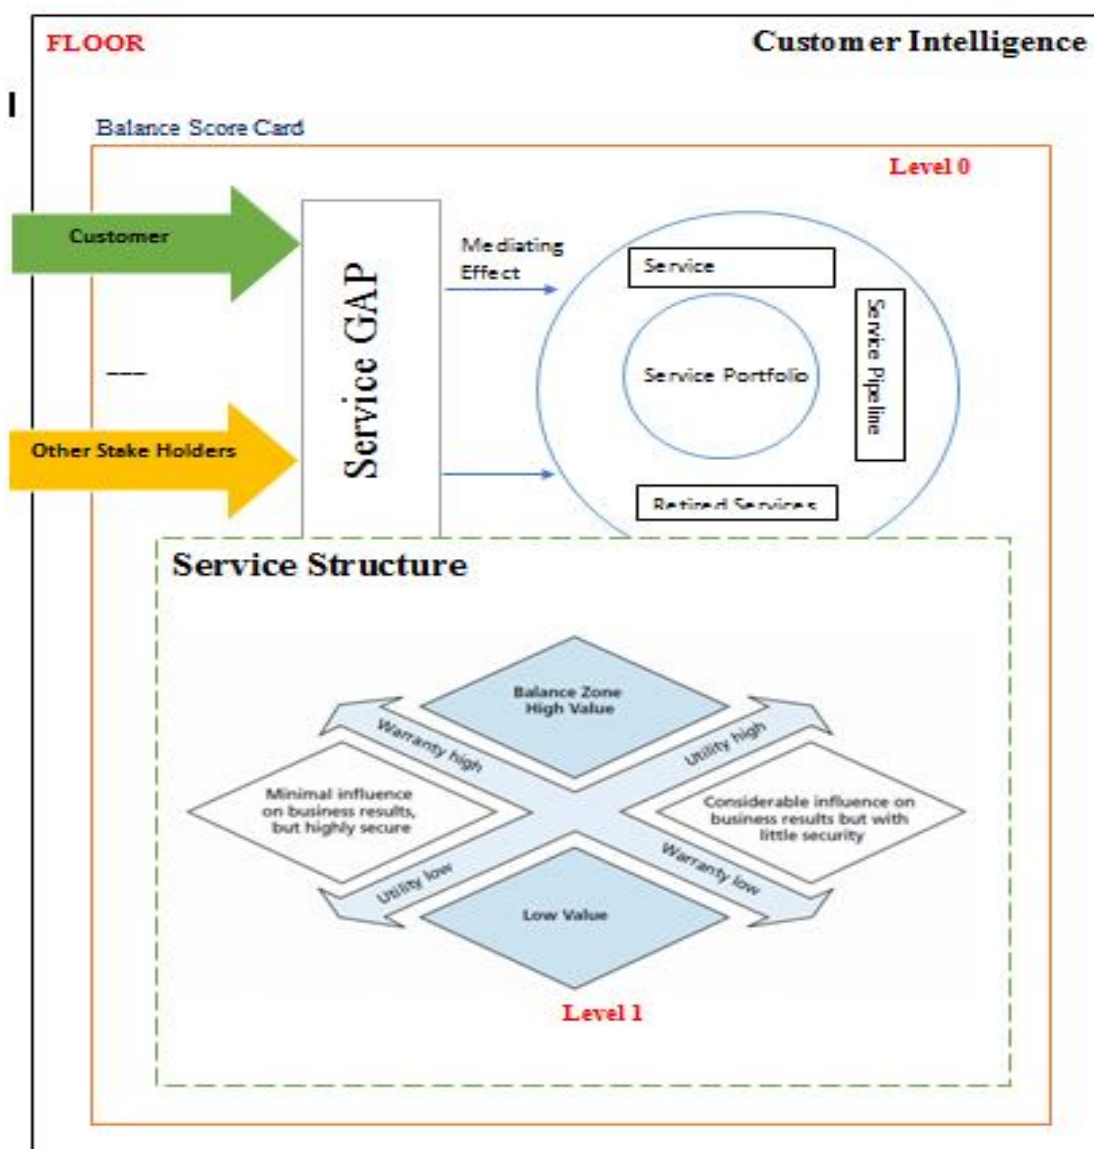 FLOOR
Customer Intelligence
Balance Score Card
Level 0
Customer
Mediating
Effect
Service GAP
Service
Service Pipeline
Service Portfolio
Other Stake Holders
Retired Services
Service Structure
Balance Zone
High Value
Warranty high
Utility high
Minimal influence
on business results,
but highly secure
Considerable influence on
business results but with
little security
Utility low
Warranty low
Low Value
Level 1